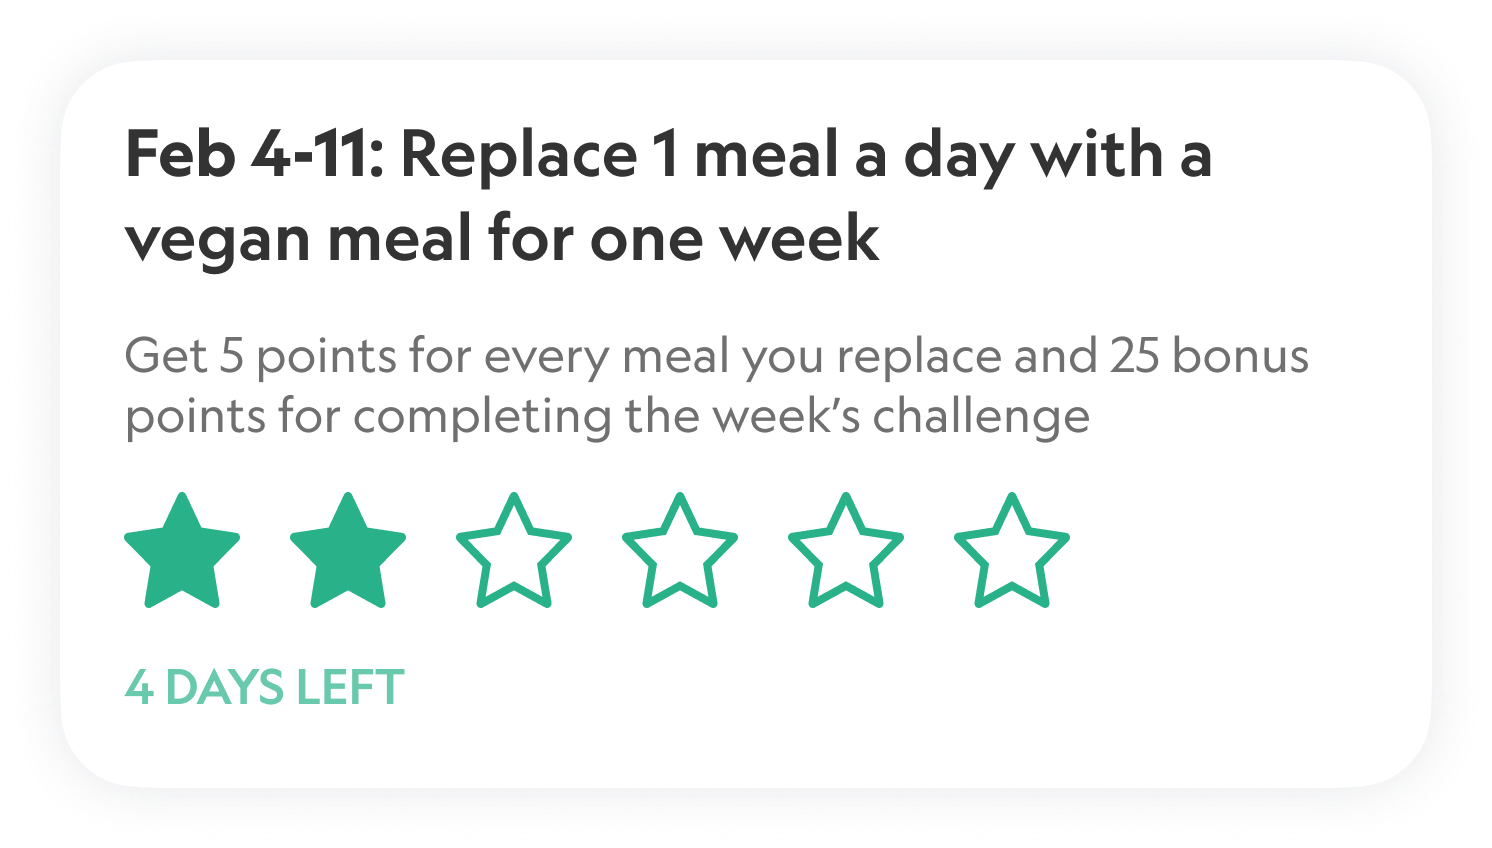 Feb 4-11: Replace 1 meal a day with a
vegan meal for one week
Get 5 points for every meal you replace and 25 bonus
points for completing the week’s challenge
4 DAYS LEFT